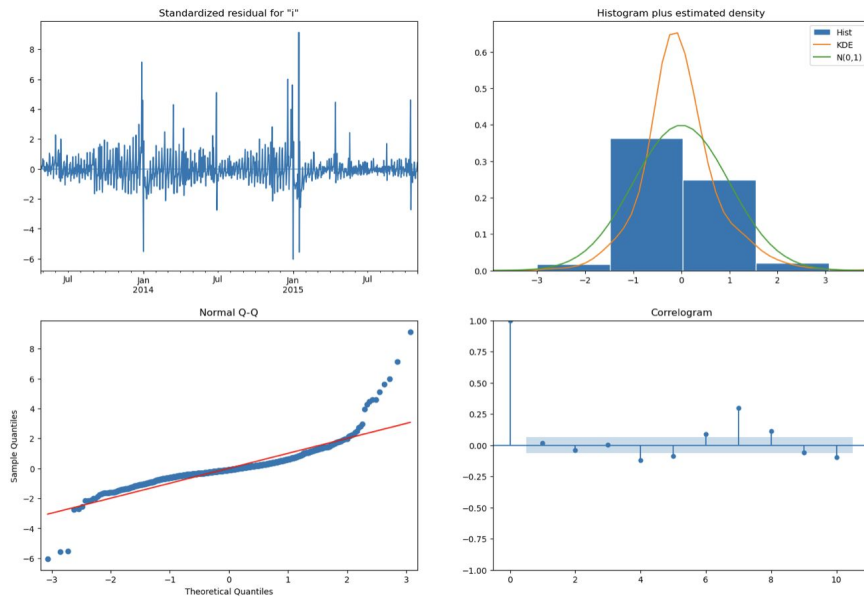 Standardized residual for "i"
8
6
4
2
0
−2
−4
−6
Jul
Jan
2014
Jul
Jan
2015
Jul
Histogram plus estimated density
Hist
KDE
N(0,1)
0.6
0.5
0.4
0.3
0.2
0.1
0.0
−3 −2 −1 0 1 2 3
Normal Q-Q
Sample Quantiles
8
6
4
2
0
−2
−4
−6
−3 −2 −1 0 1 2 3
Theoretical Quantiles
Correlogram
1.00
0.75
0.50
0.25
0.00
−0.25
−0.50
−0.75
−1.00
0 2 4 6 8 10